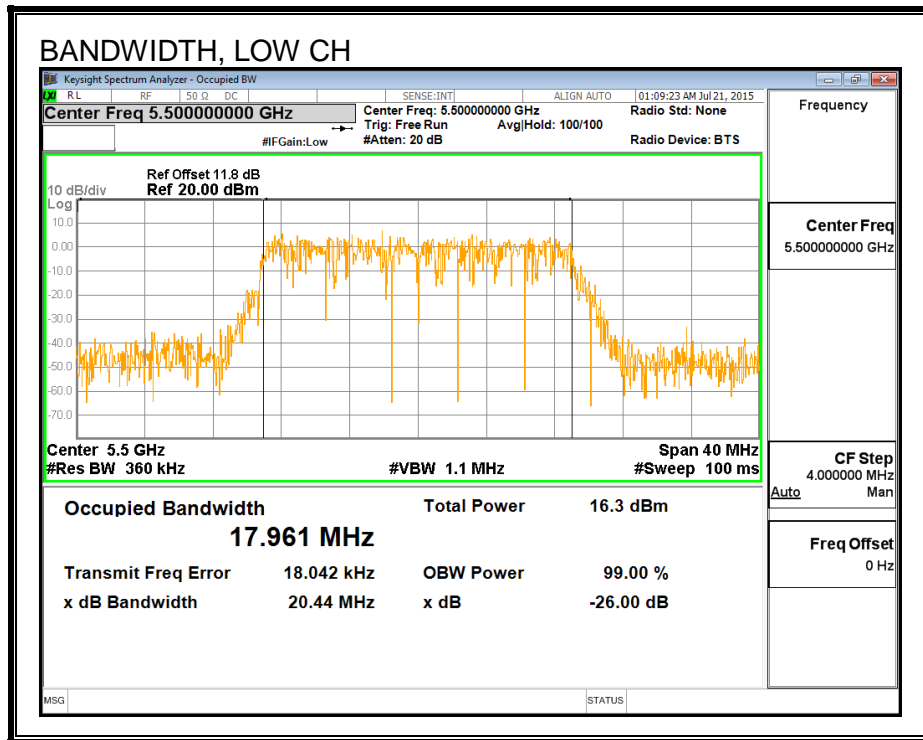 BANDWIDTH, LOW CH
Keysight Spectrum Analyzer - Occupied BW
LXI RL RF 50 Ω DC SENSE:INT ALIGN AUTO 01:09:23 AM Jul 21, 2015
Center Freq 5.500000000 GHz
Center Freq: 5.500000000 GHz Radio Std: None
Trig: Free Run Avg|Hold: 100/100
#IFGain:Low #Atten: 20 dB Radio Device: BTS
Frequency
Ref Offset 11.8 dB
10 dB/div Ref 20.00 dBm
Log
10.0
0.00
-10.0
-20.0
-30.0
-40.0
-50.0
-60.0
-70.0
Center 5.5 GHz Span 40 MHz
#Res BW 360 kHz #VBW 1.1 MHz #Sweep 100 ms
Center Freq
5.500000000 GHz
CF Step
4.000000 MHz
Auto Man
Freq Offset
0 Hz
Occupied Bandwidth Total Power 16.3 dBm
17.961 MHz
Transmit Freq Error 18.042 kHz OBW Power 99.00 %
x dB Bandwidth 20.44 MHz x dB -26.00 dB
MSG STATUS